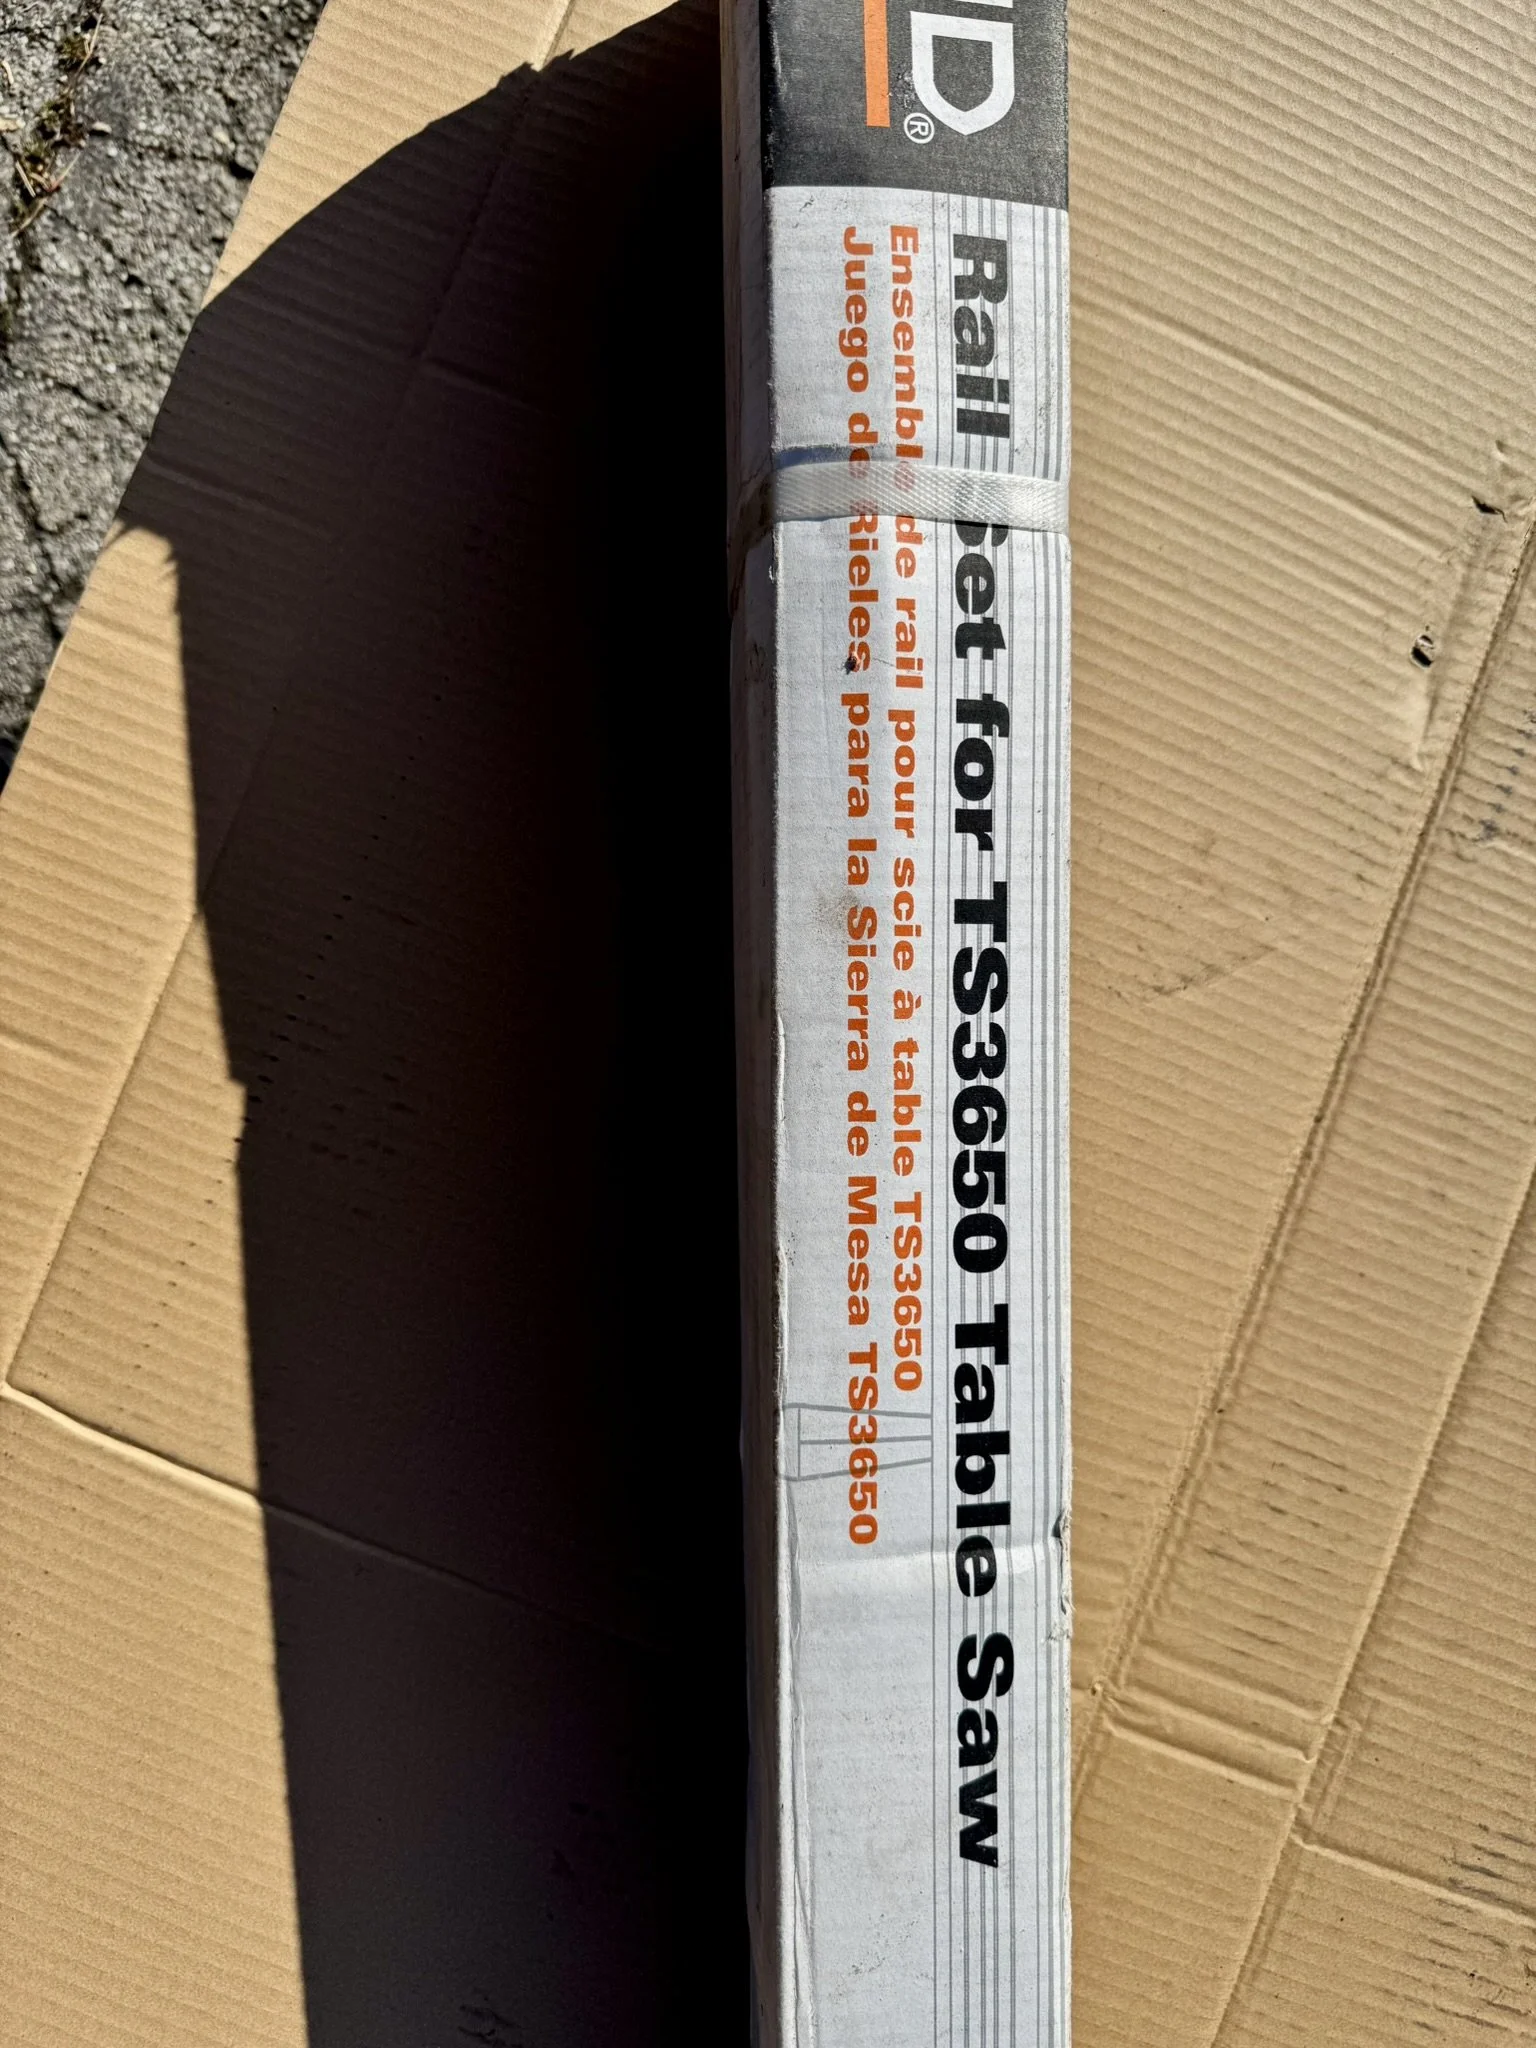 ID®
Rail Set for TS3650 Table Saw
Ensemble de rail pour scie à table TS3650
Juego de Rieles para la Sierra de Mesa TS3650